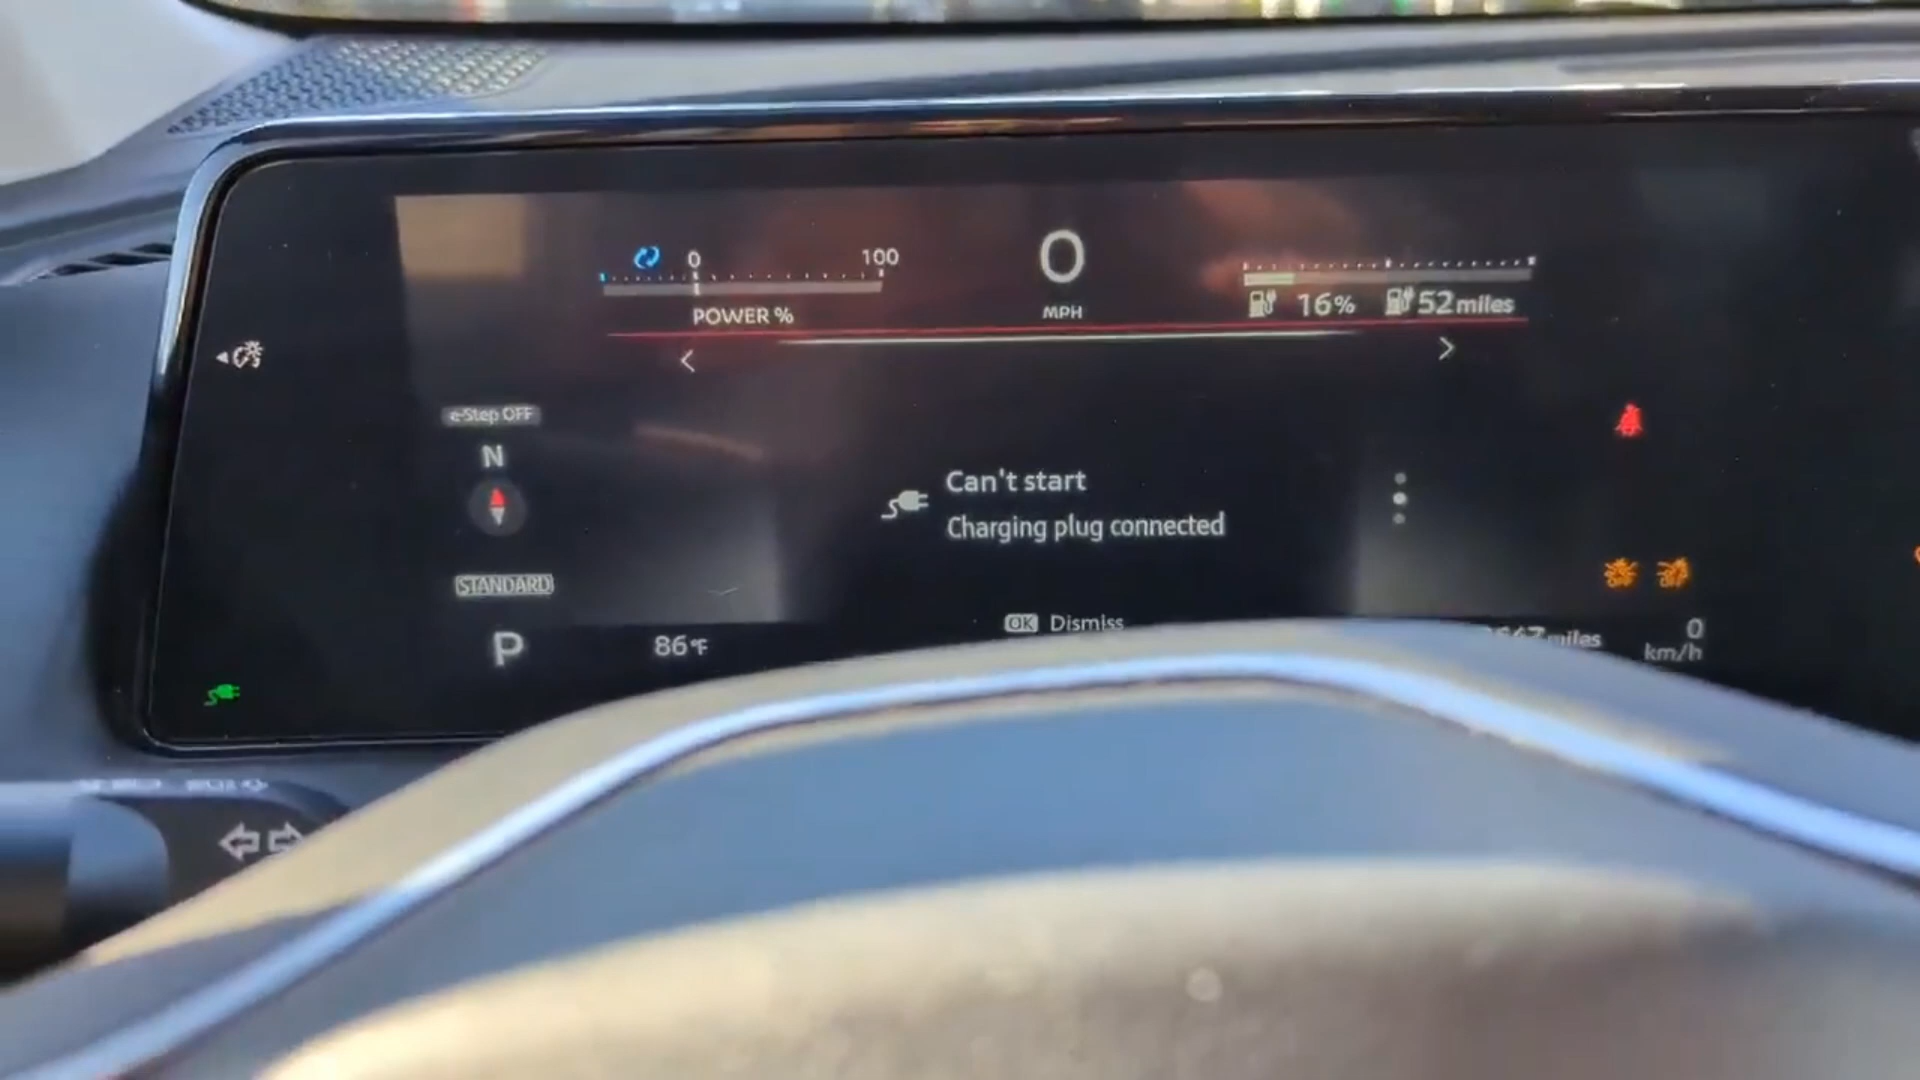 0 100
POWER %
0
MPH
16% 52 miles
e-Step OFF
N
Can't start
Charging plug connected
STANDARD
OK Dismiss
P 86°F
miles
0
km/h